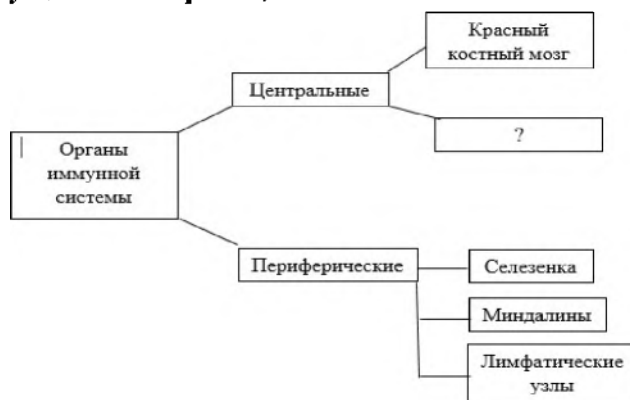 Красный
костный мозг
Центральные
?
Органы
иммунной
системы
Периферические
Селезенка
Миндалины
Лимфатические
узлы